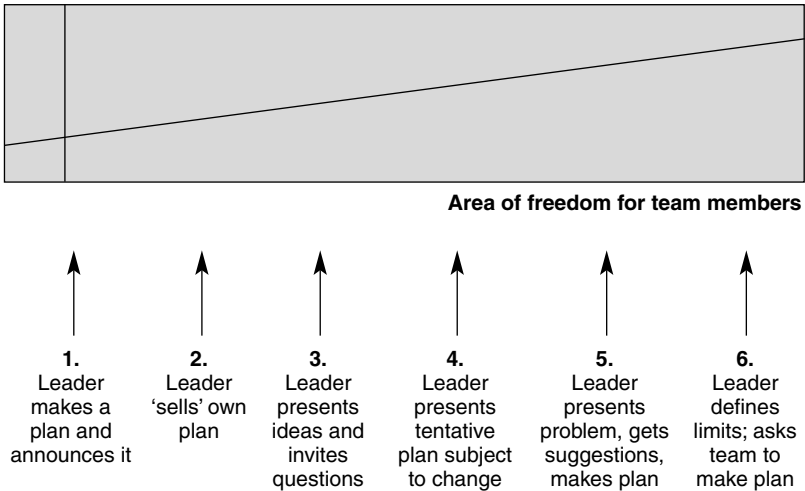 Area of freedom for team members
1.
Leader
makes a
plan and
announces it
2.
Leader
‘sells’ own
plan
3.
Leader
presents
ideas and
invites
questions
4.
Leader
presents
tentative
plan subject
to change
5.
Leader
presents
problem, gets
suggestions,
makes plan
6.
Leader
defines
limits; asks
team to
make plan